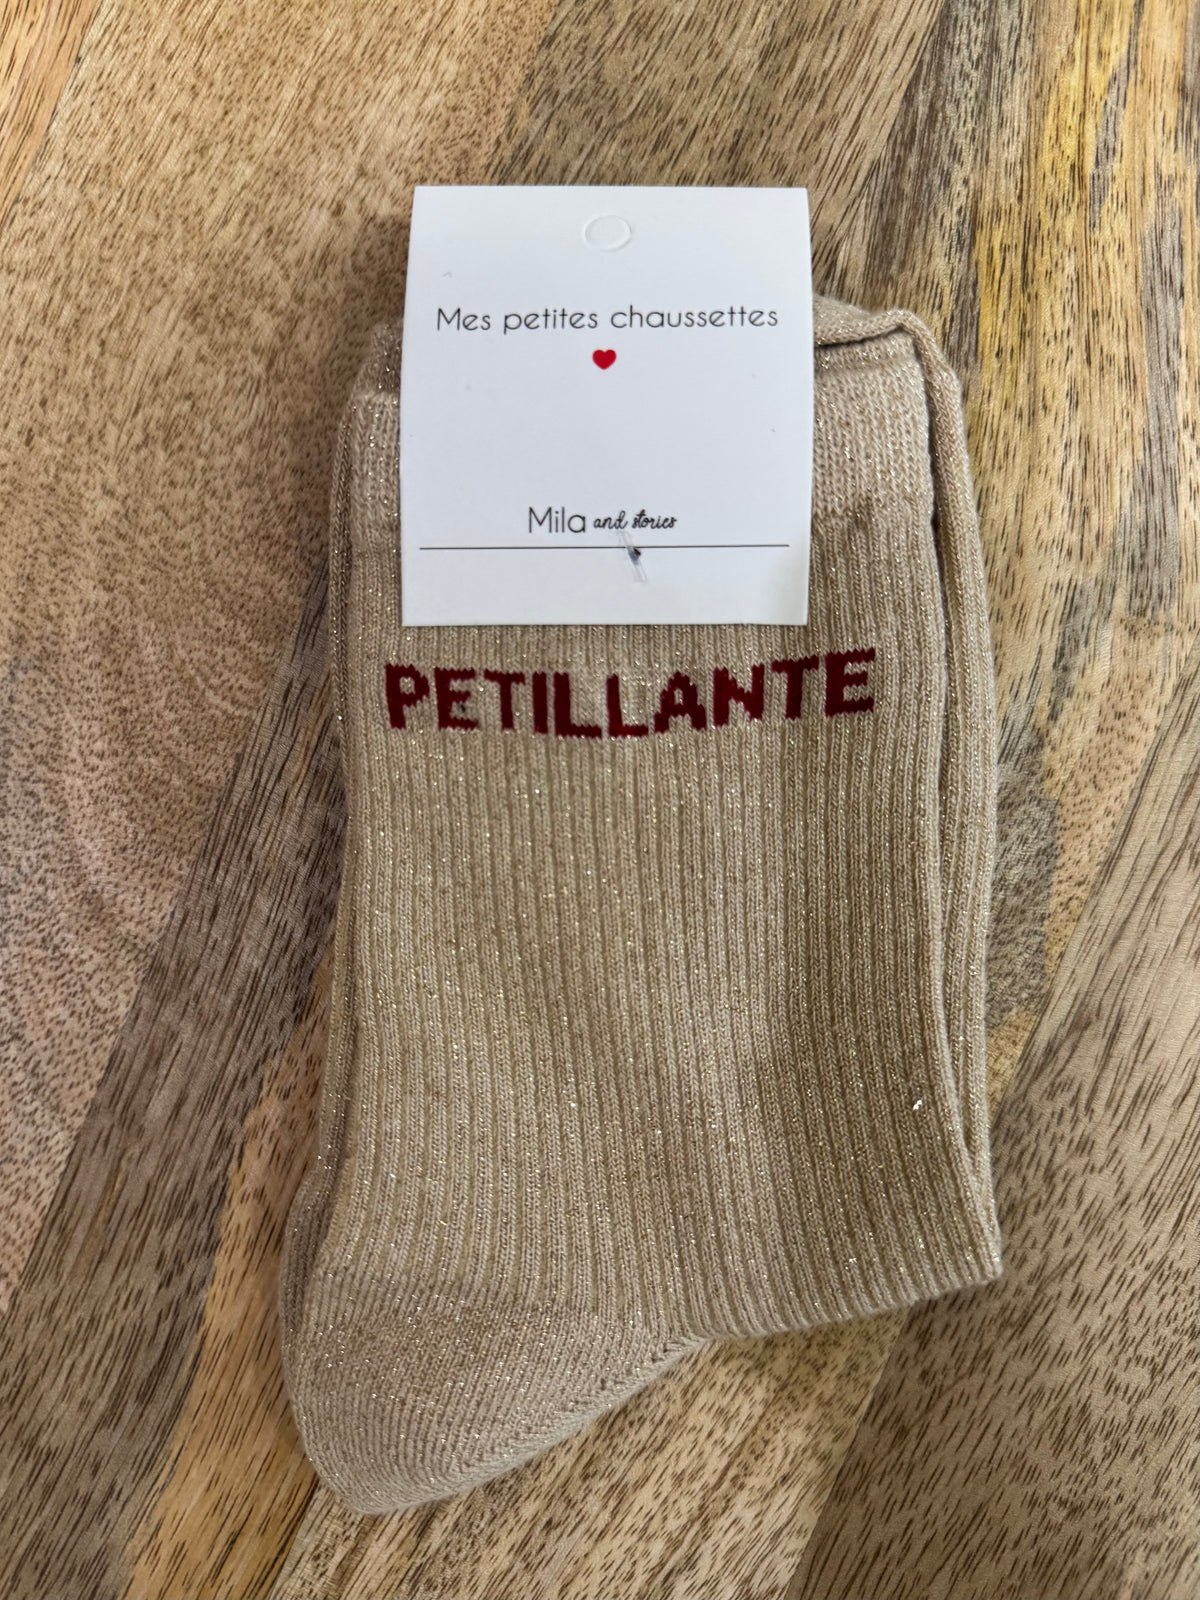 Mes petites chaussettes
Mila and stories
PETILLANTE